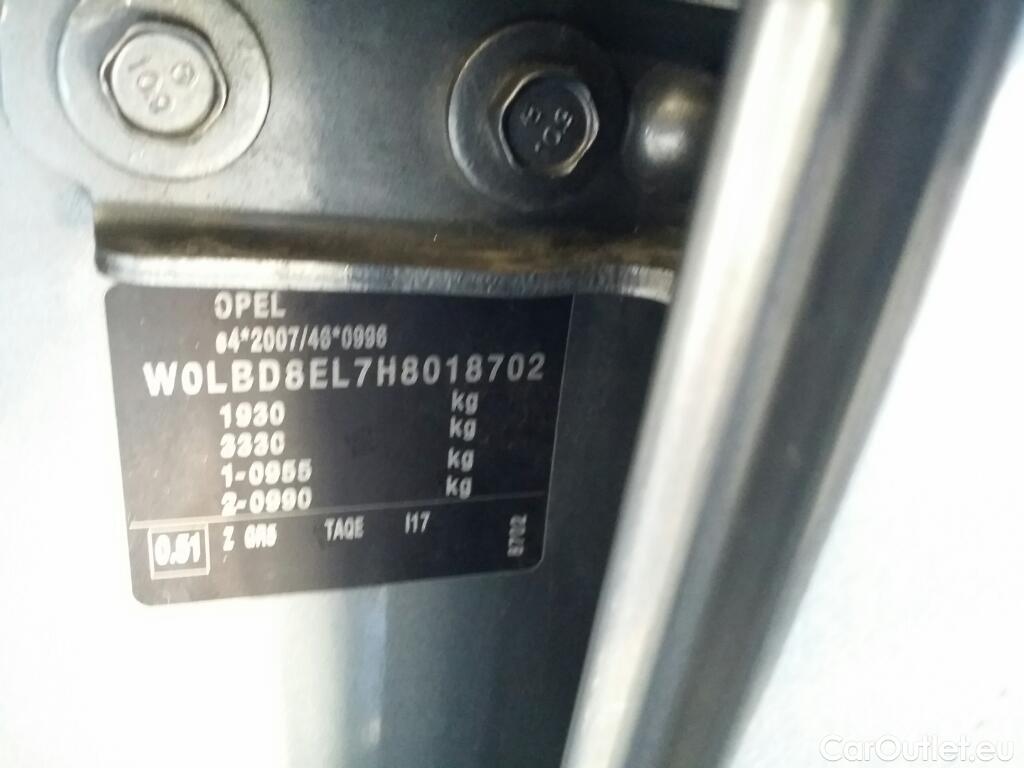 OPEL
e4*2007/46*0996
W0LBD8EL7H8018702
1930 kg
3330 kg
1-0955 kg
2-0990 kg
0.51 Z GR5 TAQE I17 8702
CarOutlet.eu